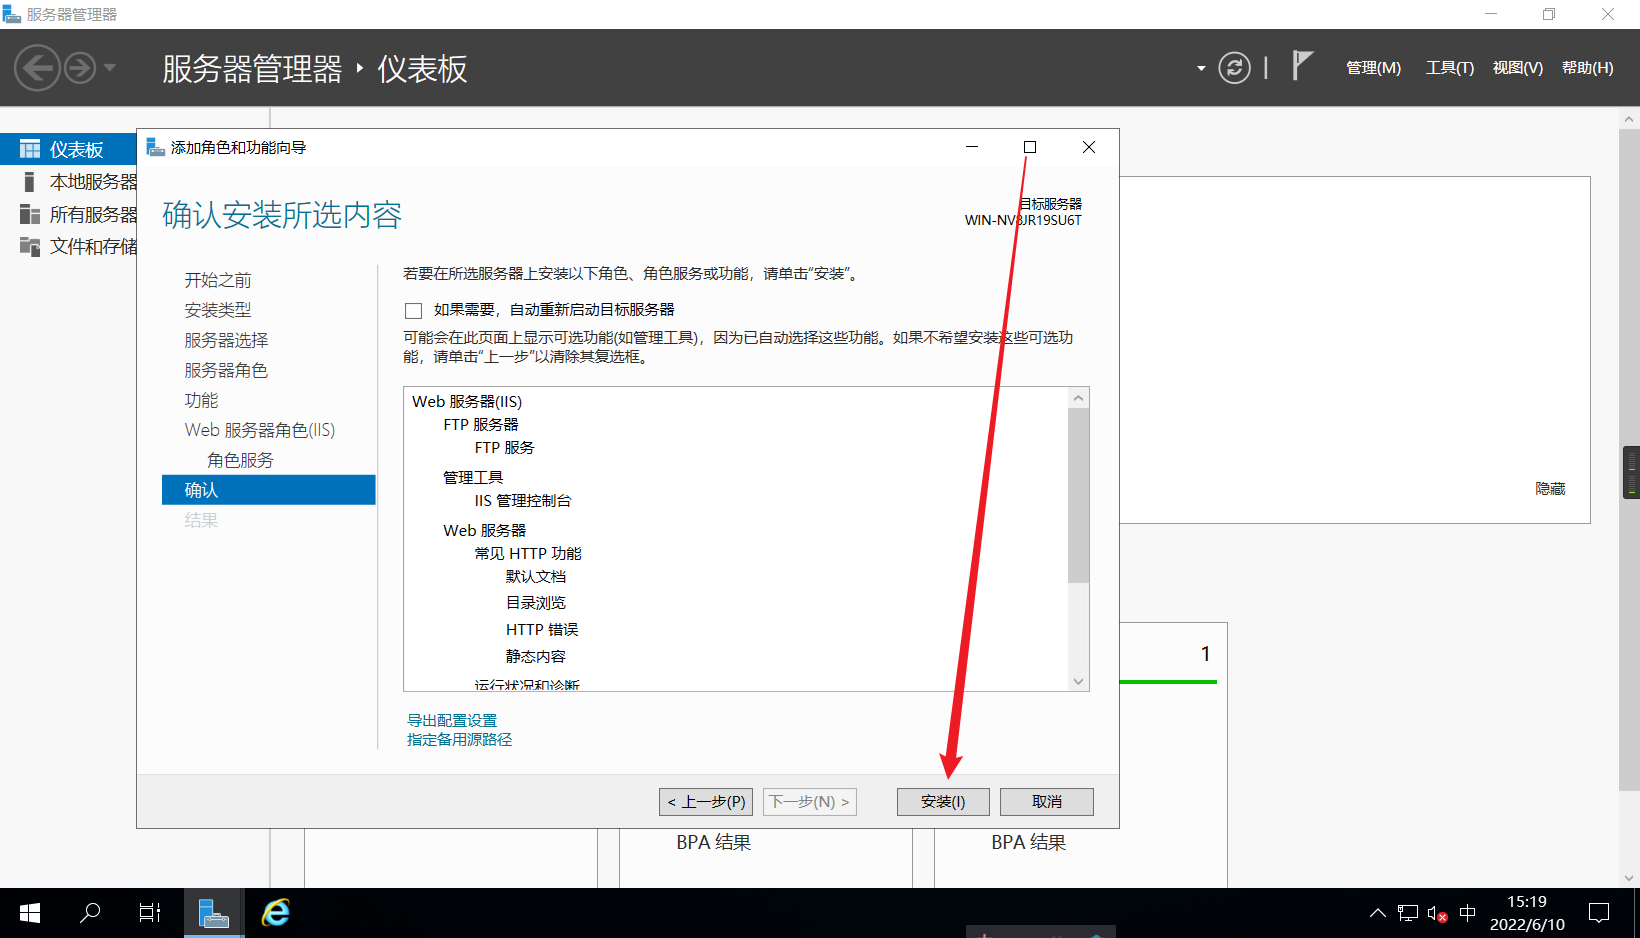 服务器管理器
服务器管理器 ‣ 仪表板
管理(M) 工具(T) 视图(V) 帮助(H)
仪表板
本地服务器
所有服务器
文件和存储
添加角色和功能向导
确认安装所选内容
目标服务器
WIN-NV8JR19SU6T
开始之前
安装类型
服务器选择
服务器角色
功能
Web 服务器角色(IIS)
角色服务
确认
结果
若要在所选服务器上安装以下角色、角色服务或功能，请单击“安装”。
如果需要，自动重新启动目标服务器
可能会在此页面上显示可选功能(如管理工具)，因为已自动选择这些功能。如果不希望安装这些可选功
能，请单击“上一步”以清除其复选框。
Web 服务器(IIS)
FTP 服务器
FTP 服务
管理工具
IIS 管理控制台
Web 服务器
常见 HTTP 功能
默认文档
目录浏览
HTTP 错误
静态内容
运行状况和诊断
导出配置设置
指定备用源路径
< 上一步(P) 下一步(N) > 安装(I) 取消
隐藏
1
BPA 结果 BPA 结果
中
15:19
2022/6/10